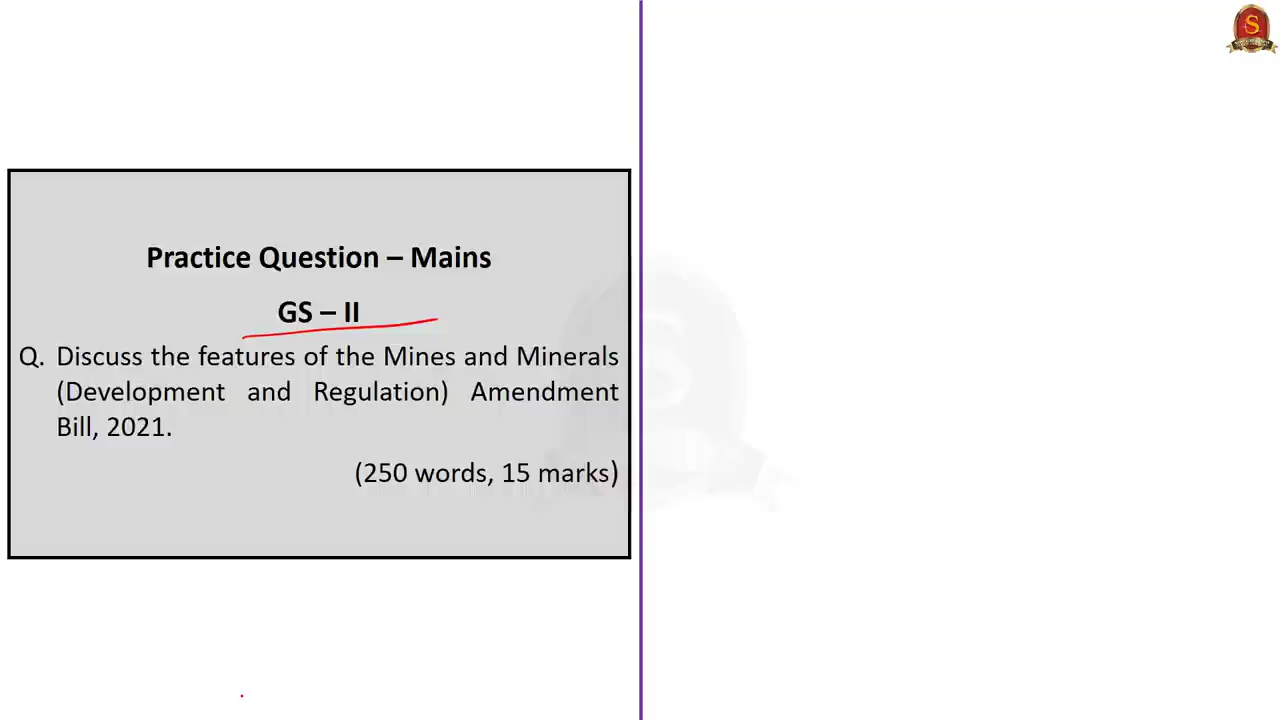 S
Practice Question – Mains
GS – II
Q. Discuss the features of the Mines and Minerals
(Development and Regulation) Amendment
Bill, 2021.
(250 words, 15 marks)